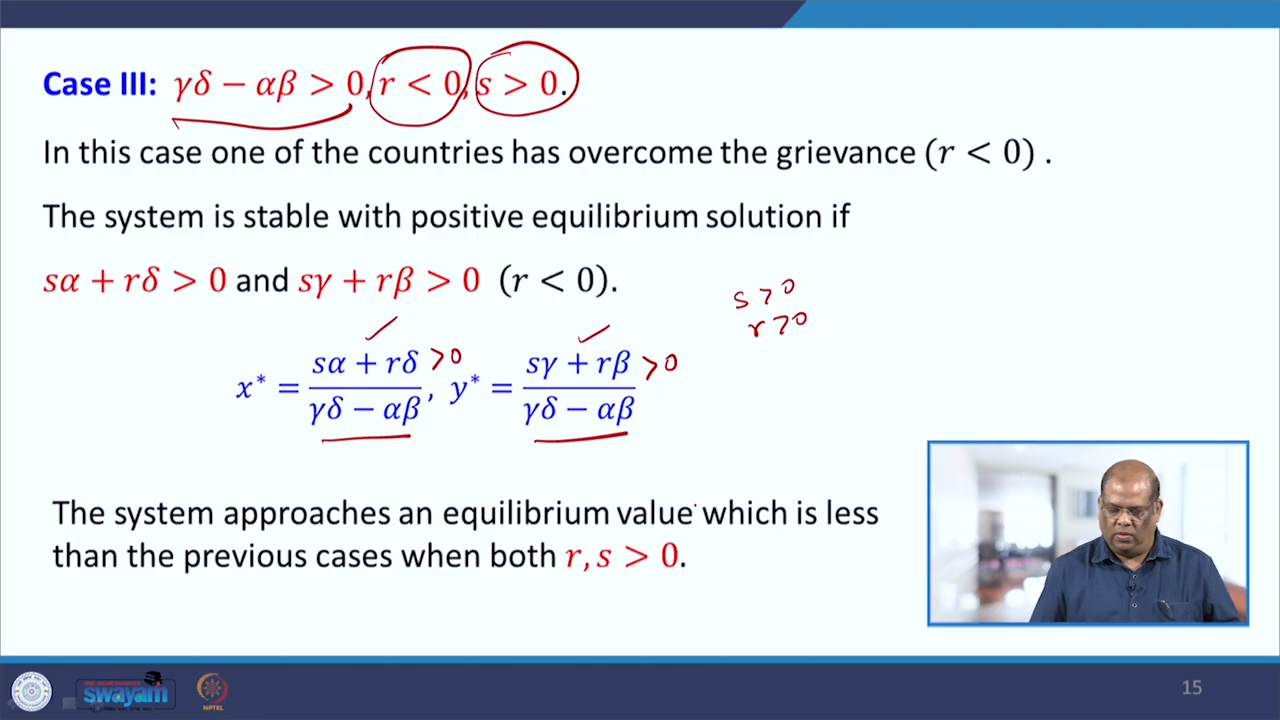 Case III: γδ − αβ > 0, r < 0, s > 0.
In this case one of the countries has overcome the grievance (r < 0) .
The system is stable with positive equilibrium solution if
sα + rδ > 0 and sγ + rβ > 0 (r < 0).
s > 0
r > 0
x* = (sα + rδ)/(γδ − αβ) > 0, y* = (sγ + rβ)/(γδ − αβ) > 0
The system approaches an equilibrium value which is less
than the previous cases when both r, s > 0.
swayam
NPTEL
15